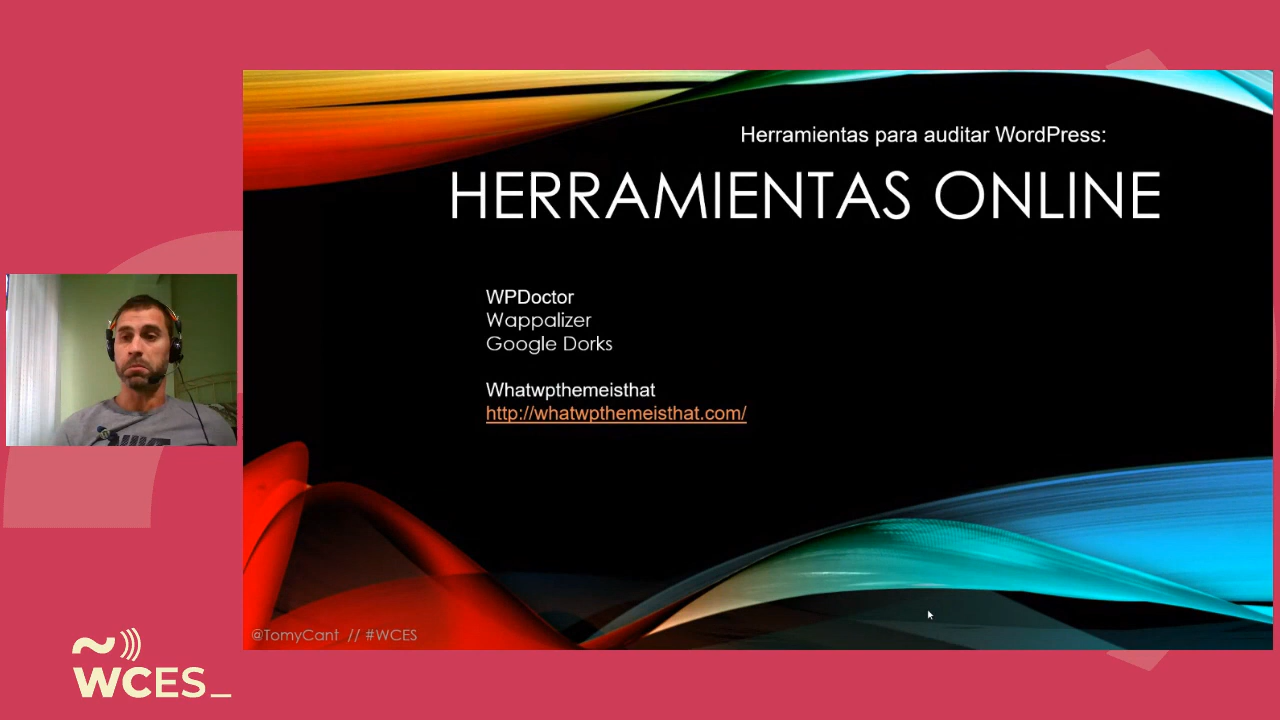 Herramientas para auditar WordPress:
HERRAMIENTAS ONLINE
WPDoctor
Wappalizer
Google Dorks
Whatwpthemeisthat
http://whatwpthemeisthat.com/
@TomyCant // #WCES
WCES_